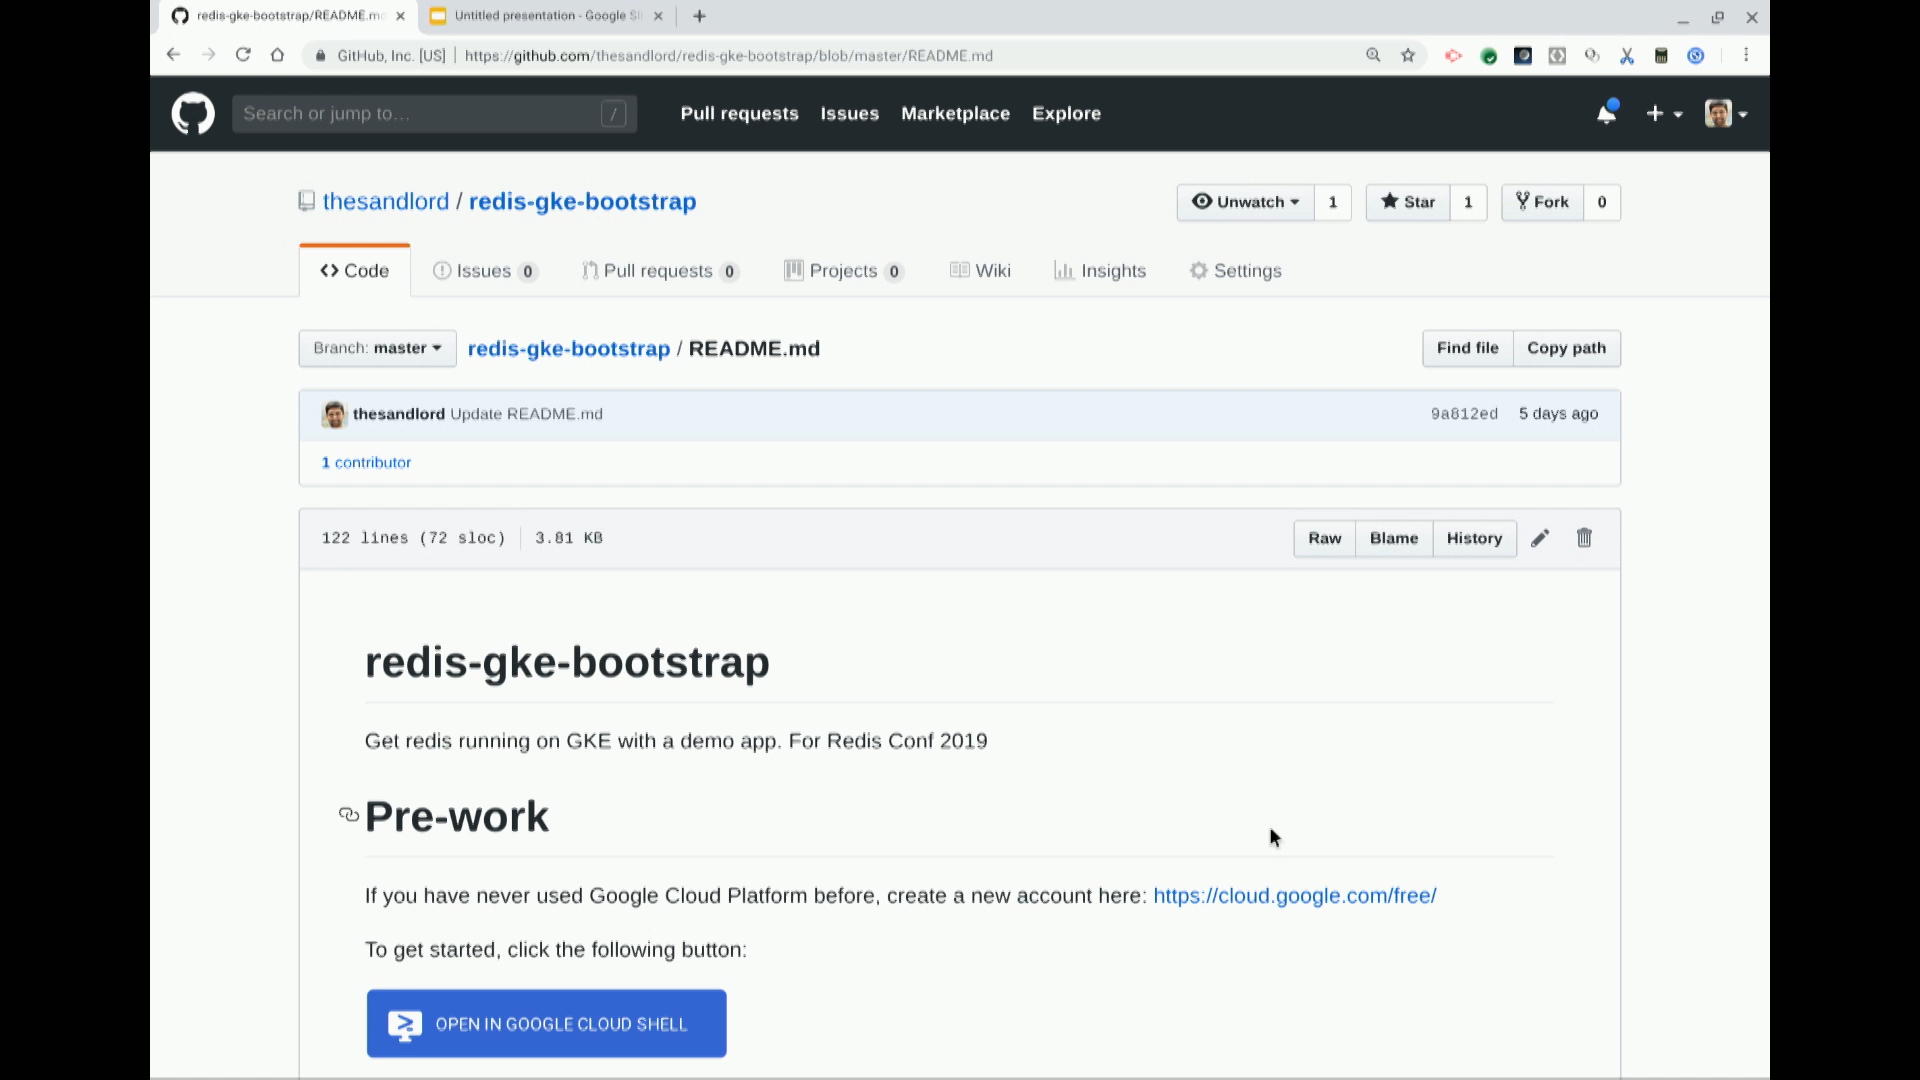 redis-gke-bootstrap/README.m
Untitled presentation - Google Sl
GitHub, Inc. [US] | https://github.com/thesandlord/redis-gke-bootstrap/blob/master/README.md
Search or jump to… /
Pull requests Issues Marketplace Explore
thesandlord / redis-gke-bootstrap
Unwatch 1 Star 1 Fork 0
Code Issues 0 Pull requests 0 Projects 0 Wiki Insights Settings
Branch: master redis-gke-bootstrap / README.md Find file Copy path
thesandlord Update README.md 9a812ed 5 days ago
1 contributor
122 lines (72 sloc) 3.81 KB Raw Blame History
redis-gke-bootstrap
Get redis running on GKE with a demo app. For Redis Conf 2019
Pre-work
If you have never used Google Cloud Platform before, create a new account here: https://cloud.google.com/free/
To get started, click the following button:
OPEN IN GOOGLE CLOUD SHELL